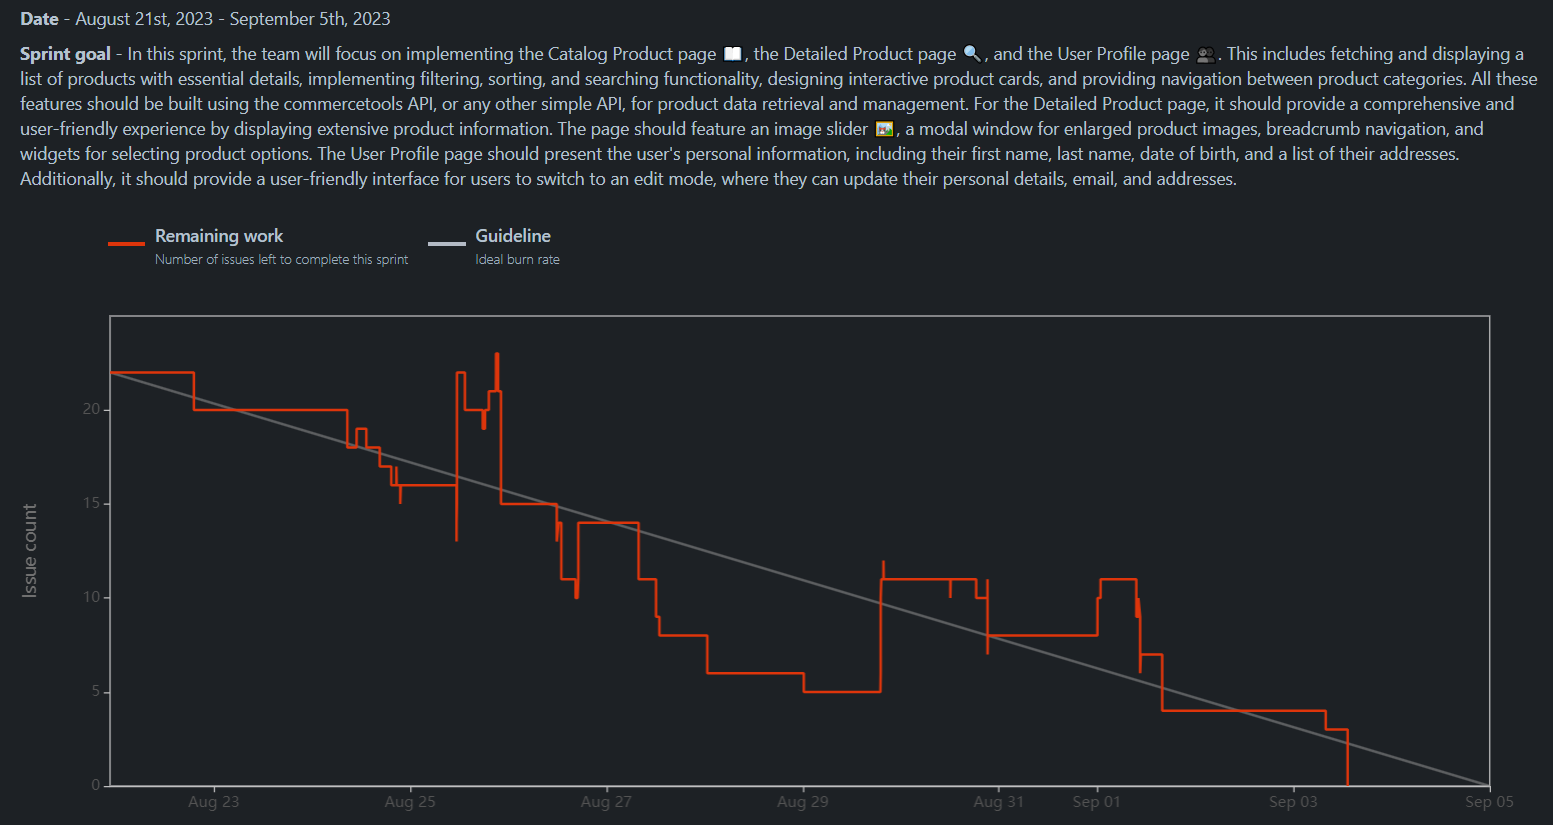 Date - August 21st, 2023 - September 5th, 2023
Sprint goal - In this sprint, the team will focus on implementing the Catalog Product page 📖, the Detailed Product page 🔍, and the User Profile page 👥. This includes fetching and displaying a
list of products with essential details, implementing filtering, sorting, and searching functionality, designing interactive product cards, and providing navigation between product categories. All these
features should be built using the commercetools API, or any other simple API, for product data retrieval and management. For the Detailed Product page, it should provide a comprehensive and
user-friendly experience by displaying extensive product information. The page should feature an image slider 🖼️, a modal window for enlarged product images, breadcrumb navigation, and
widgets for selecting product options. The User Profile page should present the user's personal information, including their first name, last name, date of birth, and a list of their addresses.
Additionally, it should provide a user-friendly interface for users to switch to an edit mode, where they can update their personal details, email, and addresses.
Remaining work
Number of issues left to complete this sprint
Guideline
Ideal burn rate
Issue count
20
15
10
5
0
Aug 23
Aug 25
Aug 27
Aug 29
Aug 31
Sep 01
Sep 03
Sep 05